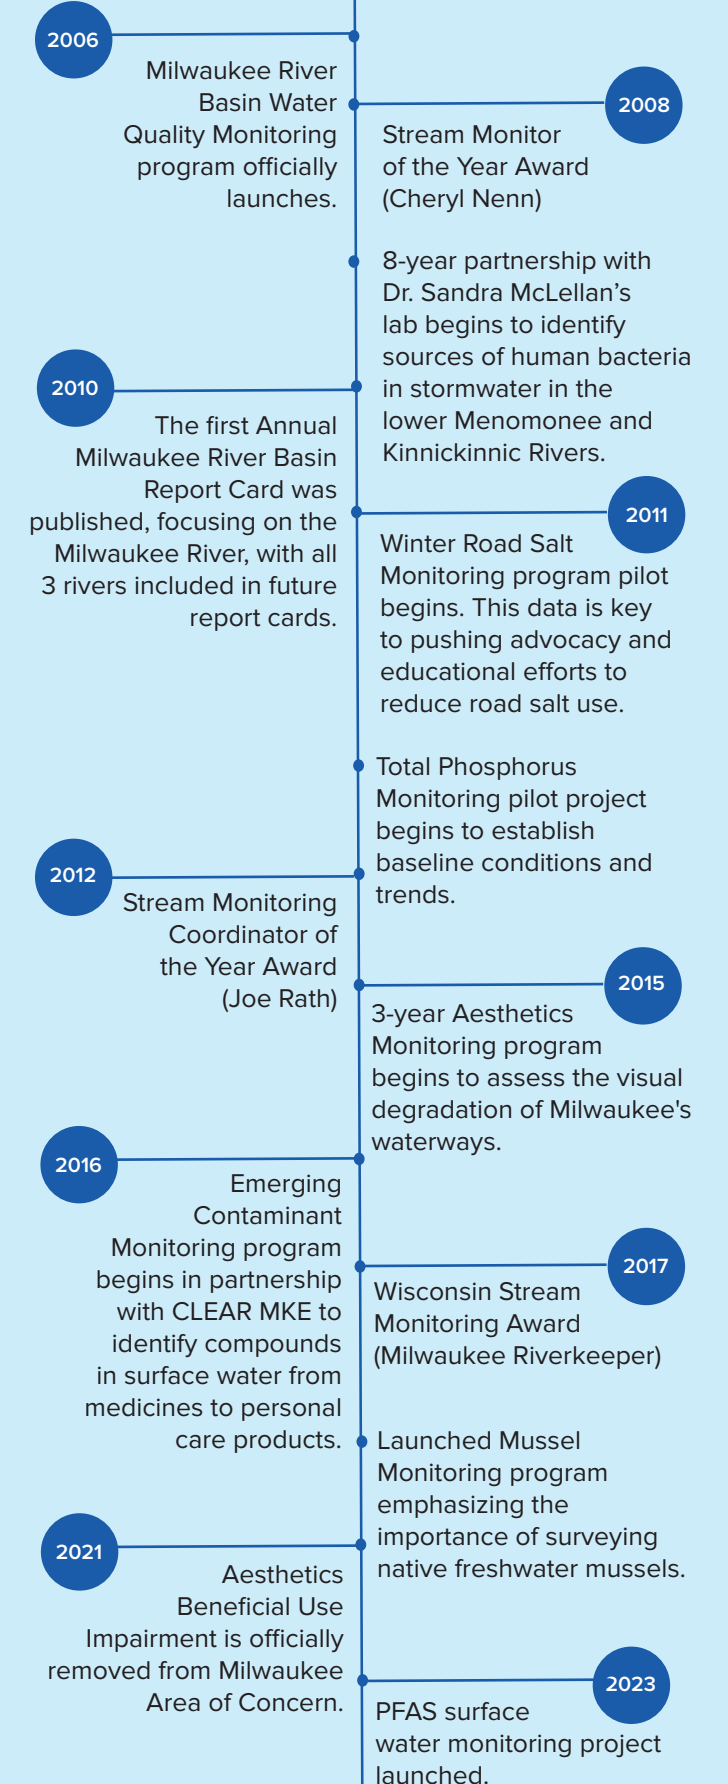 2006
Milwaukee River
Basin Water
Quality Monitoring
program officially
launches.
2008
Stream Monitor
of the Year Award
(Cheryl Nenn)
8-year partnership with
Dr. Sandra McLellan’s
lab begins to identify
sources of human bacteria
in stormwater in the
lower Menomonee and
Kinnickinnic Rivers.
2010
The first Annual
Milwaukee River Basin
Report Card was
published, focusing on the
Milwaukee River, with all
3 rivers included in future
report cards.
2011
Winter Road Salt
Monitoring program pilot
begins. This data is key
to pushing advocacy and
educational efforts to
reduce road salt use.
Total Phosphorus
Monitoring pilot project
begins to establish
baseline conditions and
trends.
2012
Stream Monitoring
Coordinator of
the Year Award
(Joe Rath)
2015
3-year Aesthetics
Monitoring program
begins to assess the visual
degradation of Milwaukee's
waterways.
2016
Emerging
Contaminant
Monitoring program
begins in partnership
with CLEAR MKE to
identify compounds
in surface water from
medicines to personal
care products.
2017
Wisconsin Stream
Monitoring Award
(Milwaukee Riverkeeper)
Launched Mussel
Monitoring program
emphasizing the
importance of surveying
native freshwater mussels.
2021
Aesthetics
Beneficial Use
Impairment is officially
removed from Milwaukee
Area of Concern.
2023
PFAS surface
water monitoring project
launched.